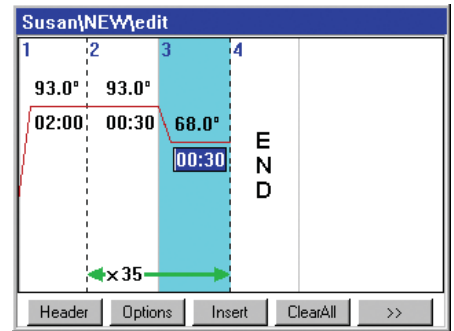 Susan\NEW\edit
1 2 3 4
93.0° 93.0°
02:00 00:30 68.0°
00:30
E
N
D
x 35
Header Options Insert ClearAll >>